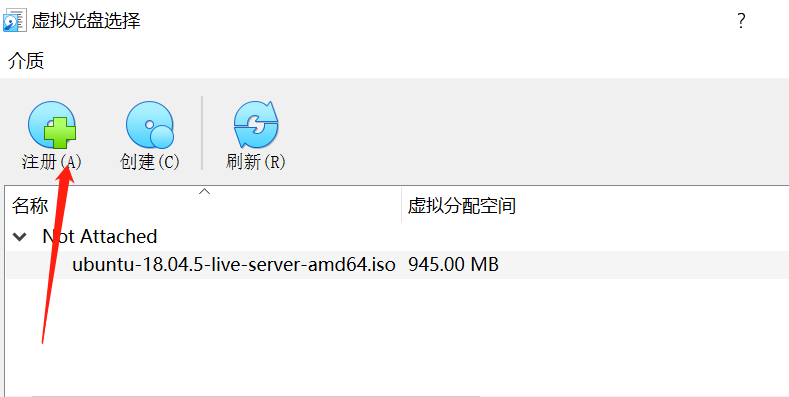 虚拟光盘选择 ?
介质
注册(A) 创建(C) 刷新(R)
名称 虚拟分配空间
Not Attached
ubuntu-18.04.5-live-server-amd64.iso 945.00 MB